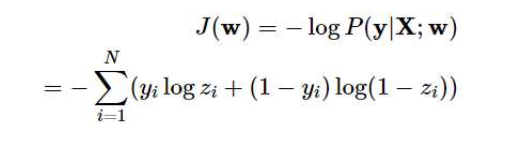 J(w) = − log P(y|X; w)
= − ∑_{i=1}^{N} (y_i log z_i + (1 − y_i) log(1 − z_i))